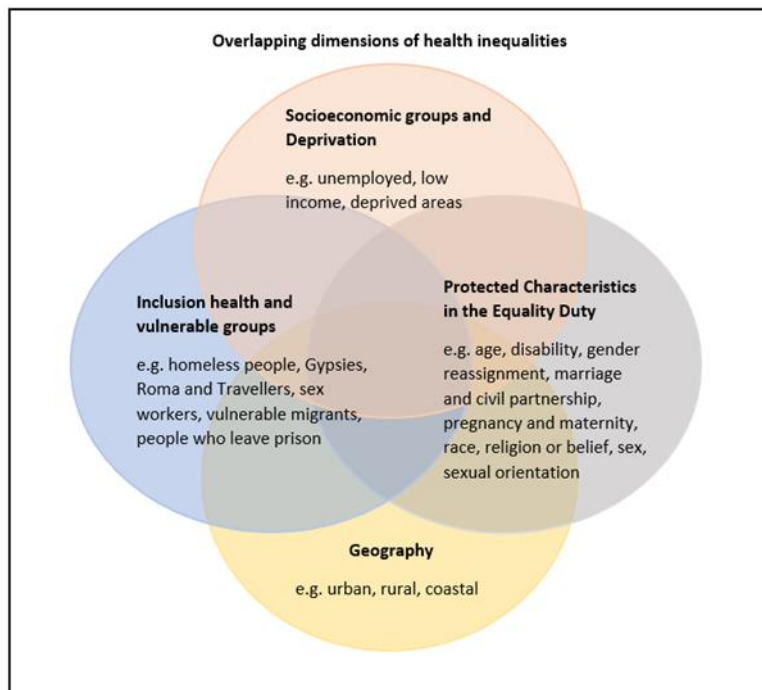 Overlapping dimensions of health inequalities
Socioeconomic groups and
Deprivation
e.g. unemployed, low
income, deprived areas
Inclusion health and
vulnerable groups
e.g. homeless people, Gypsies,
Roma and Travellers, sex
workers, vulnerable migrants,
people who leave prison
Protected Characteristics
in the Equality Duty
e.g. age, disability, gender
reassignment, marriage
and civil partnership,
pregnancy and maternity,
race, religion or belief, sex,
sexual orientation
Geography
e.g. urban, rural, coastal